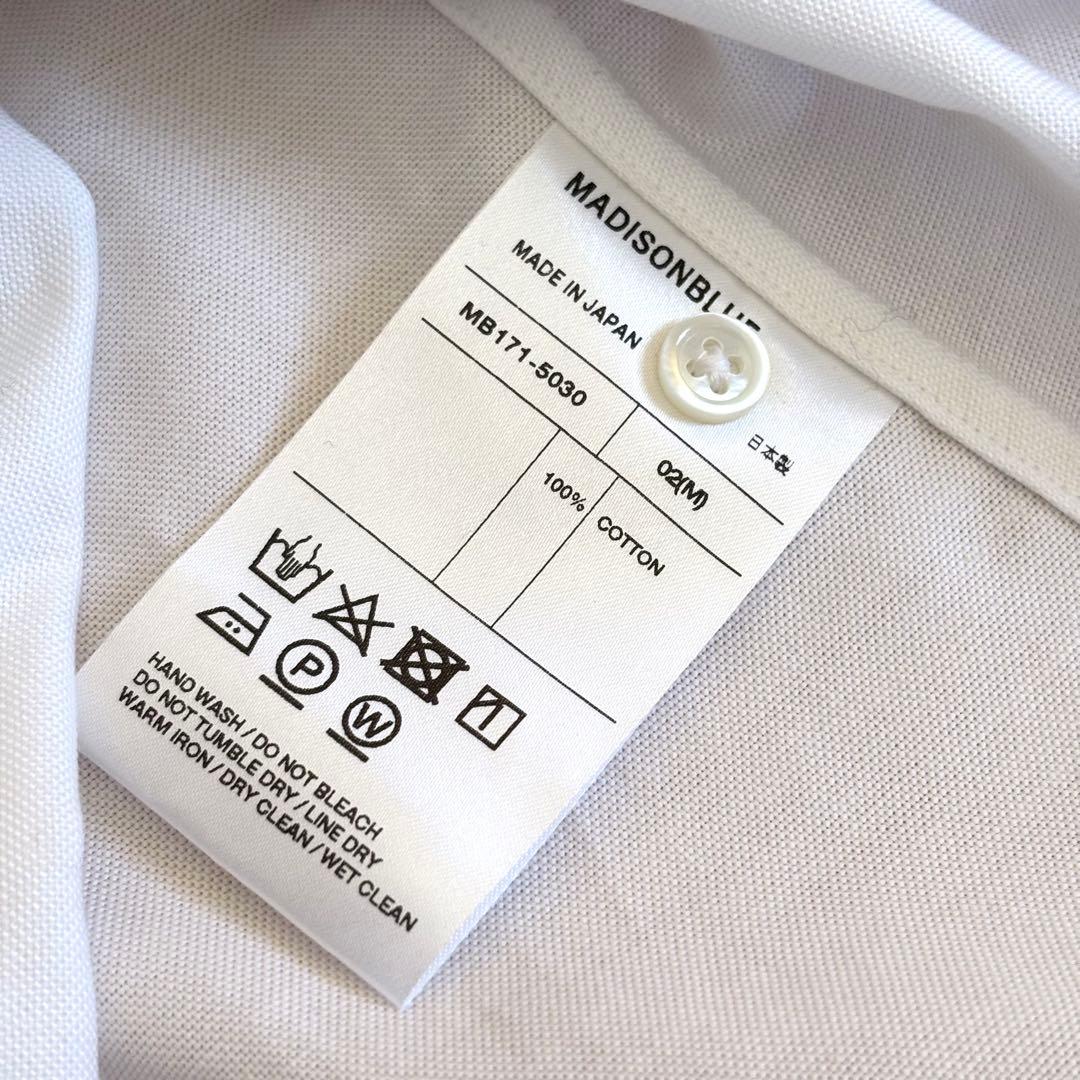 MADISONBLUE
MADE IN JAPAN
日本製
MB171-5030 02(M)
100% COTTON
P
W
HAND WASH / DO NOT BLEACH
DO NOT TUMBLE DRY / LINE DRY
WARM IRON / DRY CLEAN / WET CLEAN